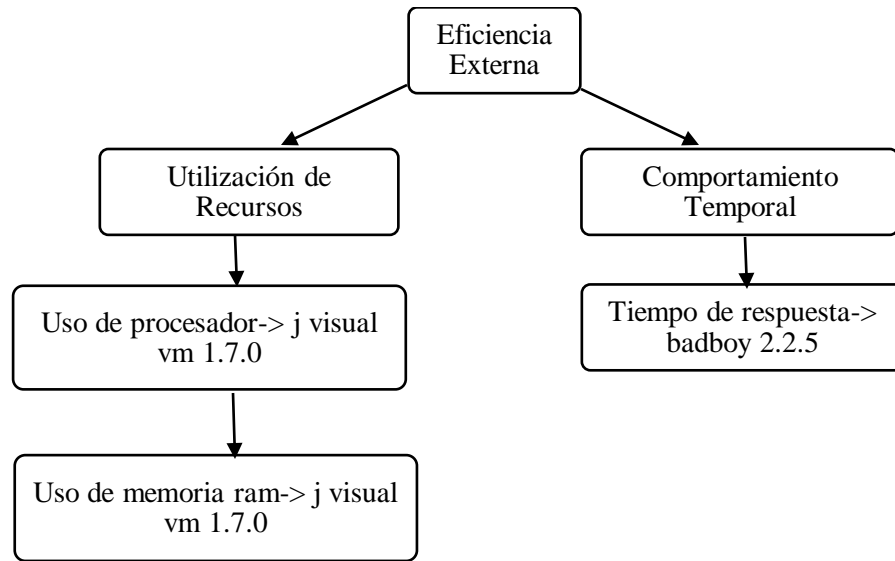 Eficiencia
Externa
Utilización de
Recursos
Comportamiento
Temporal
Uso de procesador-> j visual
vm 1.7.0
Tiempo de respuesta->
badboy 2.2.5
Uso de memoria ram-> j visual
vm 1.7.0